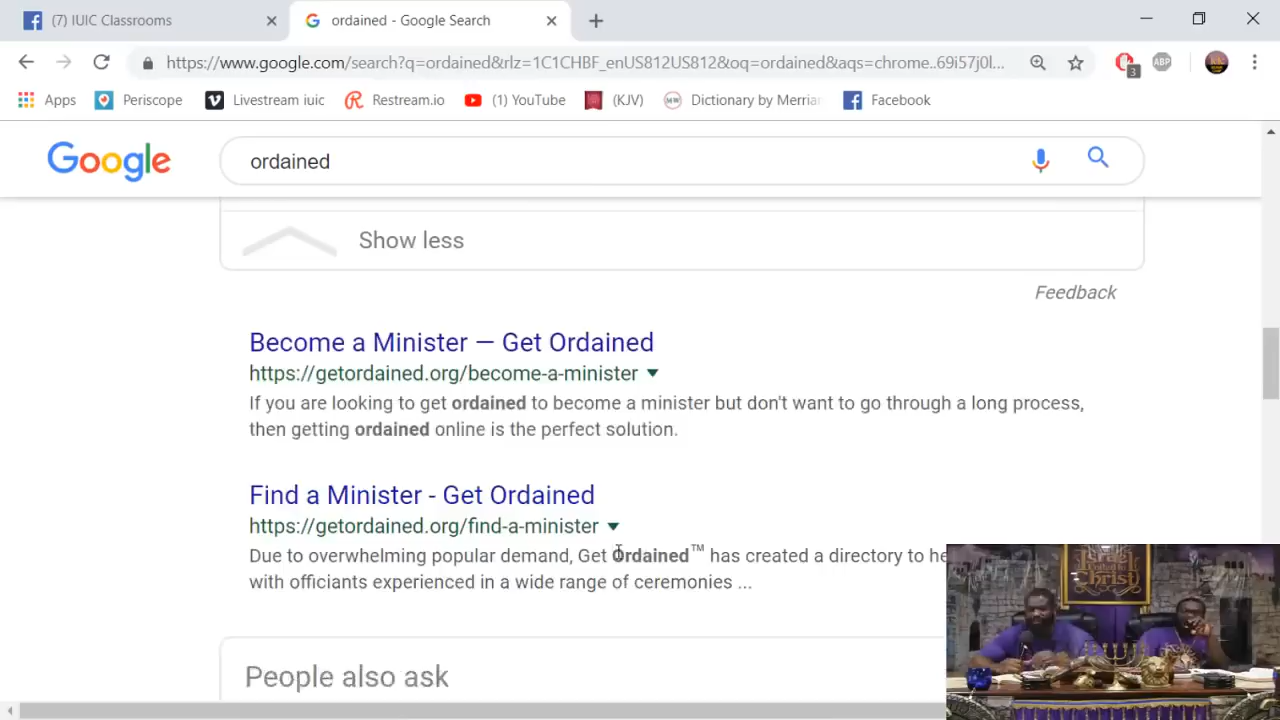 (7) IUIC Classrooms
ordained - Google Search
https://www.google.com/search?q=ordained&rlz=1C1CHBF_enUS812US812&oq=ordained&aqs=chrome..69i57j0l...
3
ABP
Apps
Periscope
Livestream iuic
Restream.io
(1) YouTube
(KJV)
Dictionary by Merria
Facebook
Google
ordained
Show less
Feedback
Become a Minister — Get Ordained
https://getordained.org/become-a-minister
If you are looking to get ordained to become a minister but don't want to go through a long process,
then getting ordained online is the perfect solution.
Find a Minister - Get Ordained
https://getordained.org/find-a-minister
Due to overwhelming popular demand, Get Ordained™ has created a directory to he
with officiants experienced in a wide range of ceremonies ...
People also ask
Christ